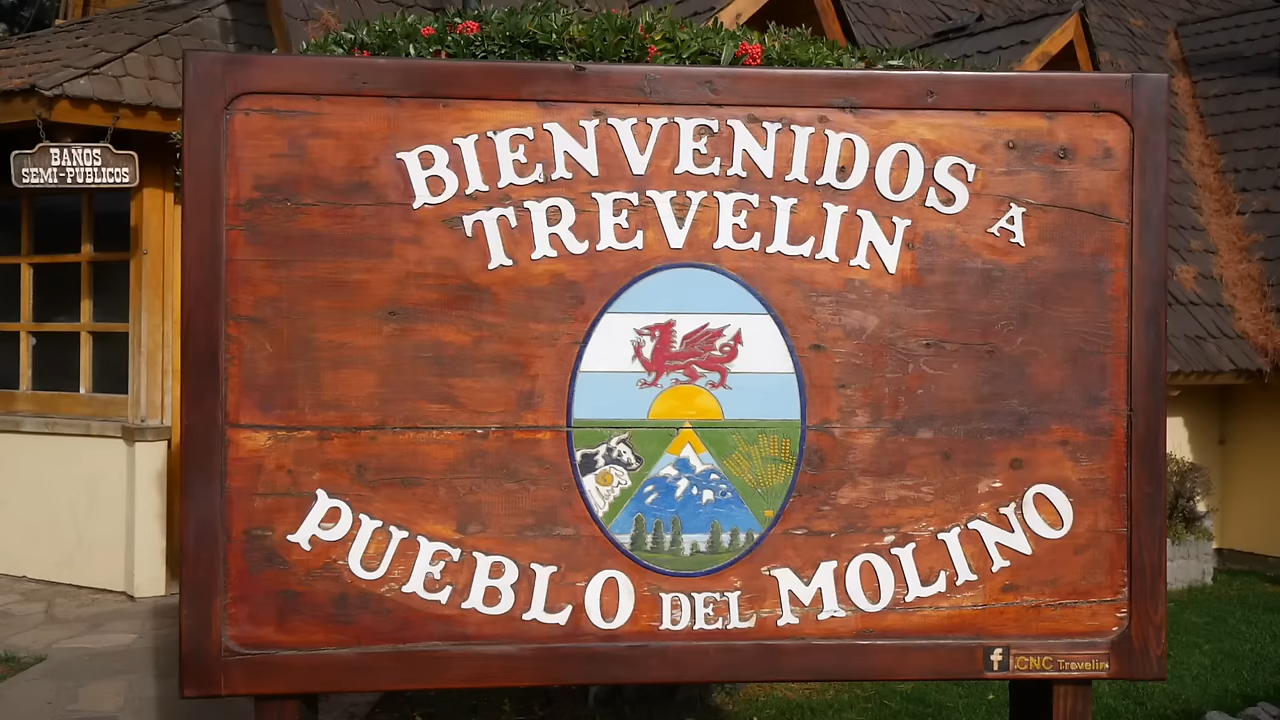 BAÑOS
SEMI-PUBLICOS
BIENVENIDOS A
TREVELIN
PUEBLO DEL MOLINO
f CNC Trevelin